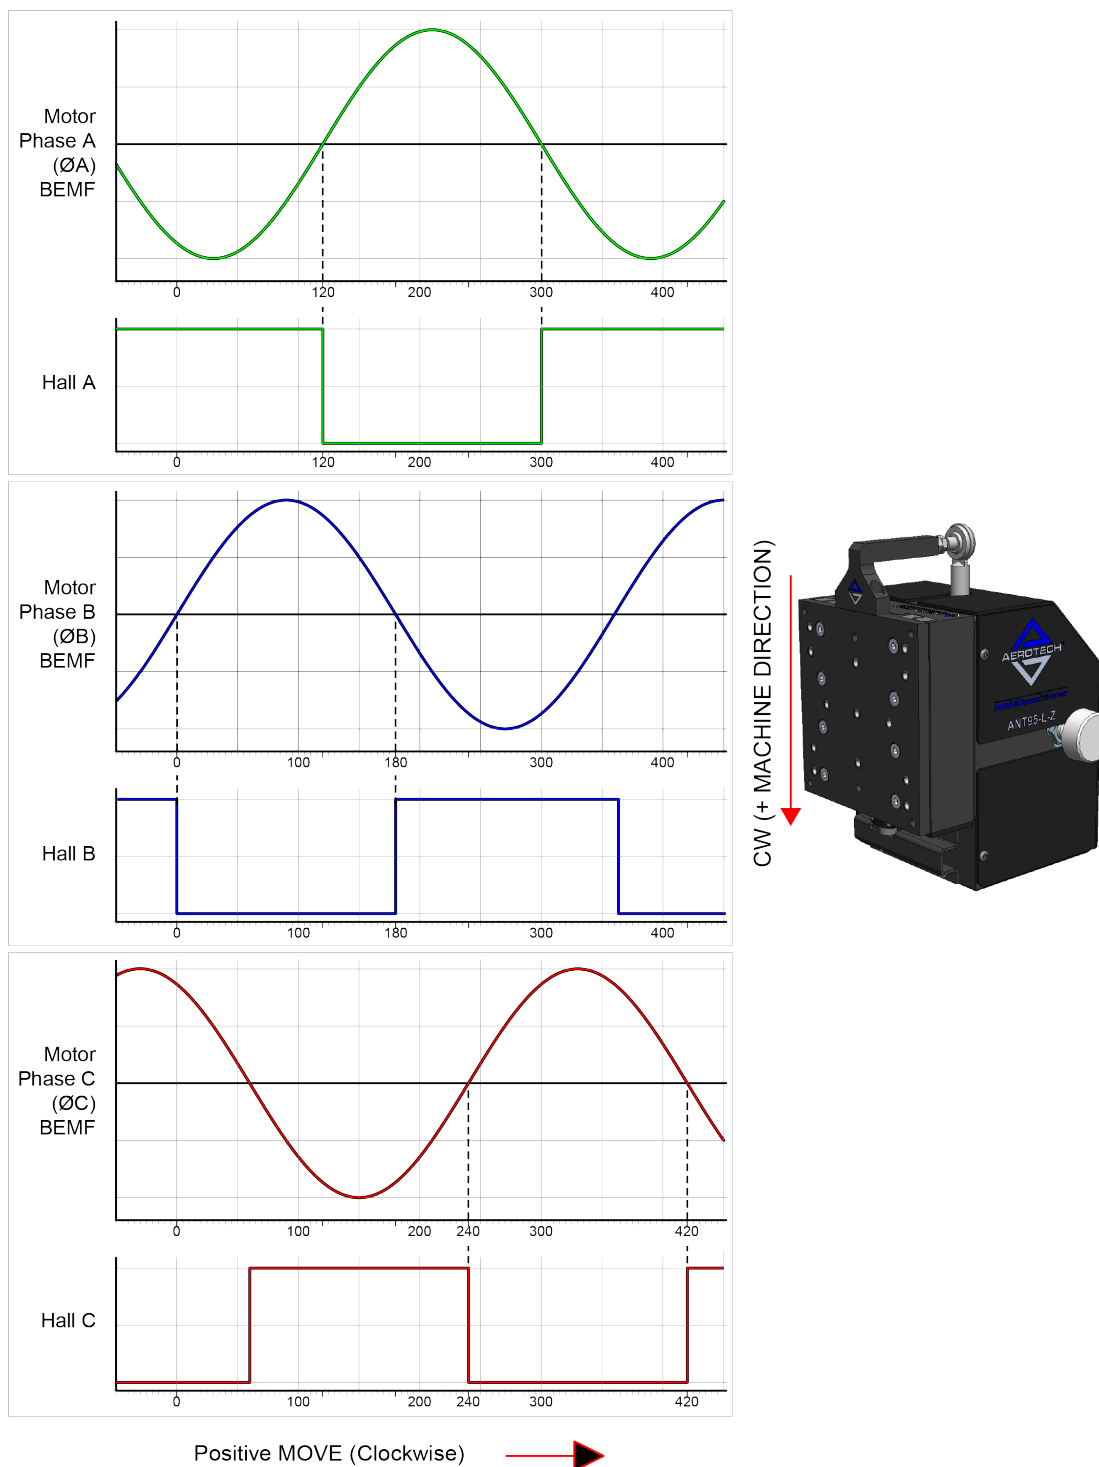 Motor
Phase A
(ØA)
BEMF
0 120 200 300 400
Hall A
0 120 200 300 400
Motor
Phase B
(ØB)
BEMF
0 100 180 300 400
Hall B
0 100 180 300 400
Motor
Phase C
(ØC)
BEMF
0 100 200 240 300 420
Hall C
0 100 200 240 300 420
Positive MOVE (Clockwise)
CW (+ MACHINE DIRECTION)
AEROTECH
ANT95-L-Z